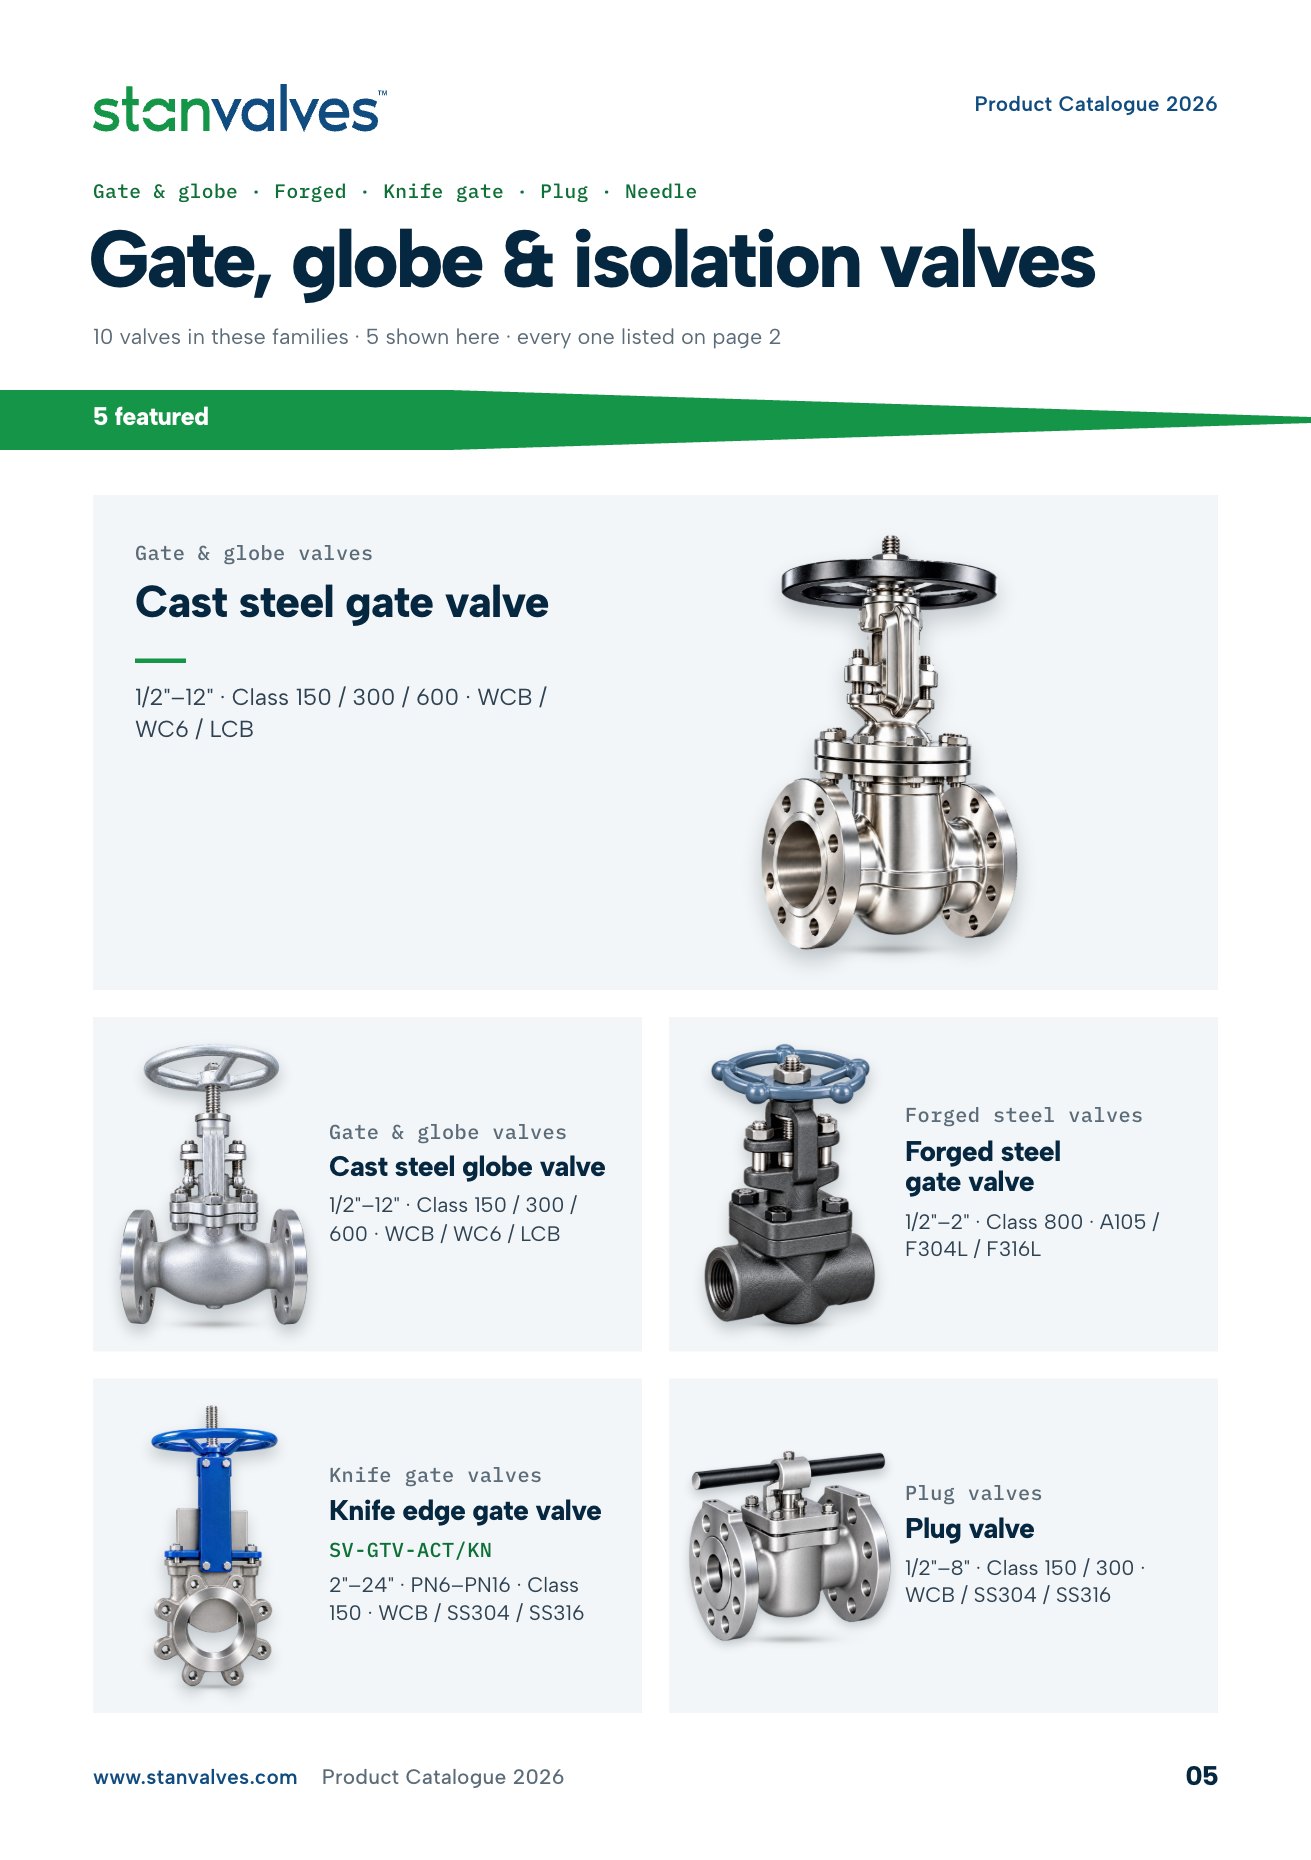 stanvalves™
Product Catalogue 2026
Gate & globe · Forged · Knife gate · Plug · Needle
Gate, globe & isolation valves
10 valves in these families · 5 shown here · every one listed on page 2
5 featured
Gate & globe valves
Cast steel gate valve
1/2"–12" · Class 150 / 300 / 600 · WCB /
WC6 / LCB
Gate & globe valves
Cast steel globe valve
1/2"–12" · Class 150 / 300 /
600 · WCB / WC6 / LCB
Forged steel valves
Forged steel
gate valve
1/2"–2" · Class 800 · A105 /
F304L / F316L
Knife gate valves
Knife edge gate valve
SV-GTV-ACT/KN
2"–24" · PN6–PN16 · Class
150 · WCB / SS304 / SS316
Plug valves
Plug valve
1/2"–8" · Class 150 / 300 ·
WCB / SS304 / SS316
www.stanvalves.com
Product Catalogue 2026
05